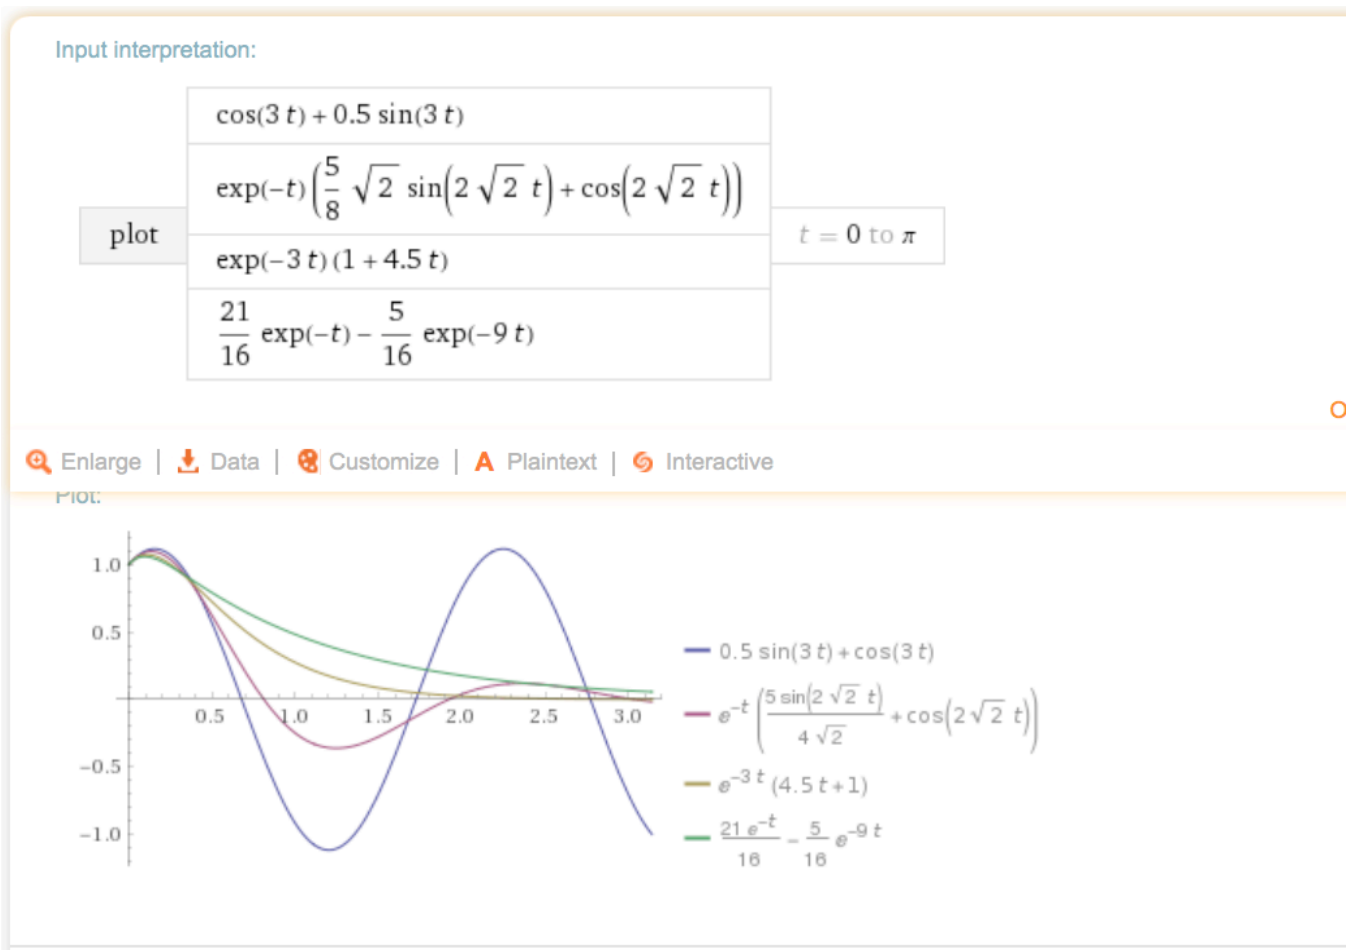 Input interpretation:
cos(3 t) + 0.5 sin(3 t)
exp(−t) (5/8 √2 sin(2 √2 t) + cos(2 √2 t))
plot
t = 0 to π
exp(−3 t) (1 + 4.5 t)
21/16 exp(−t) − 5/16 exp(−9 t)
Enlarge | Data | Customize | A Plaintext | Interactive
Plot:
1.0
0.5
0.5 1.0 1.5 2.0 2.5 3.0
−0.5
−1.0
0.5 sin(3 t) + cos(3 t)
e^−t (5 sin(2 √2 t)/4 √2 + cos(2 √2 t))
e^−3 t (4.5 t + 1)
21 e^−t/16 − 5/16 e^−9 t